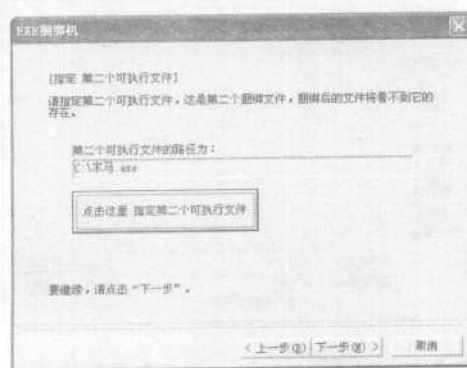 EXE捆绑机
[指定 第二个可执行文件]
请指定第二个可执行文件，这是第二个捆绑文件，捆绑后的文件将看不到它的
存在。
第二个可执行文件的路径为：
C:\木马.exe
点击这里 指定第二个可执行文件
要继续，请点击“下一步”。
< 上一步(B) 下一步(N) > 取消